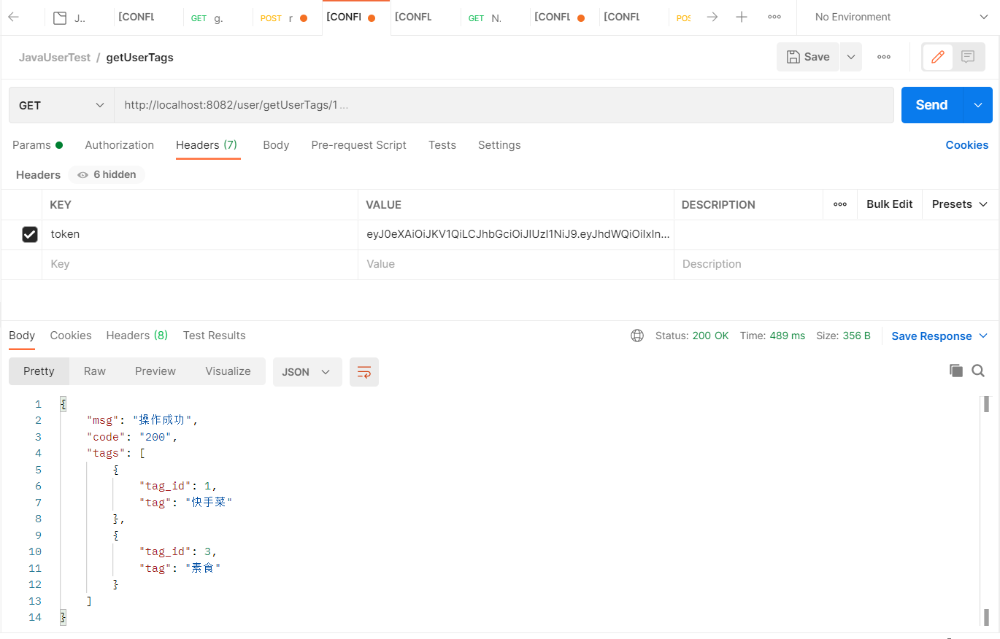 J.. [CONFL GET g. POST r [CONFI [CONFL GET N. [CONFL [CONFL POS No Environment
JavaUserTest / getUserTags Save
GET http://localhost:8082/user/getUserTags/1... Send
Params Authorization Headers (7) Body Pre-request Script Tests Settings Cookies
Headers 6 hidden
KEY VALUE DESCRIPTION Bulk Edit Presets
token eyJ0eXAiOiJKV1QiLCJhbGciOiJIUzI1NiJ9.eyJhdWQiOiIxIn...
Key Value Description
Body Cookies Headers (8) Test Results Status: 200 OK Time: 489 ms Size: 356 B Save Response
Pretty Raw Preview Visualize JSON
1 {
2 "msg": "操作成功",
3 "code": "200",
4 "tags": [
5 {
6 "tag_id": 1,
7 "tag": "快手菜"
8 },
9 {
10 "tag_id": 3,
11 "tag": "素食"
12 }
13 ]
14 }